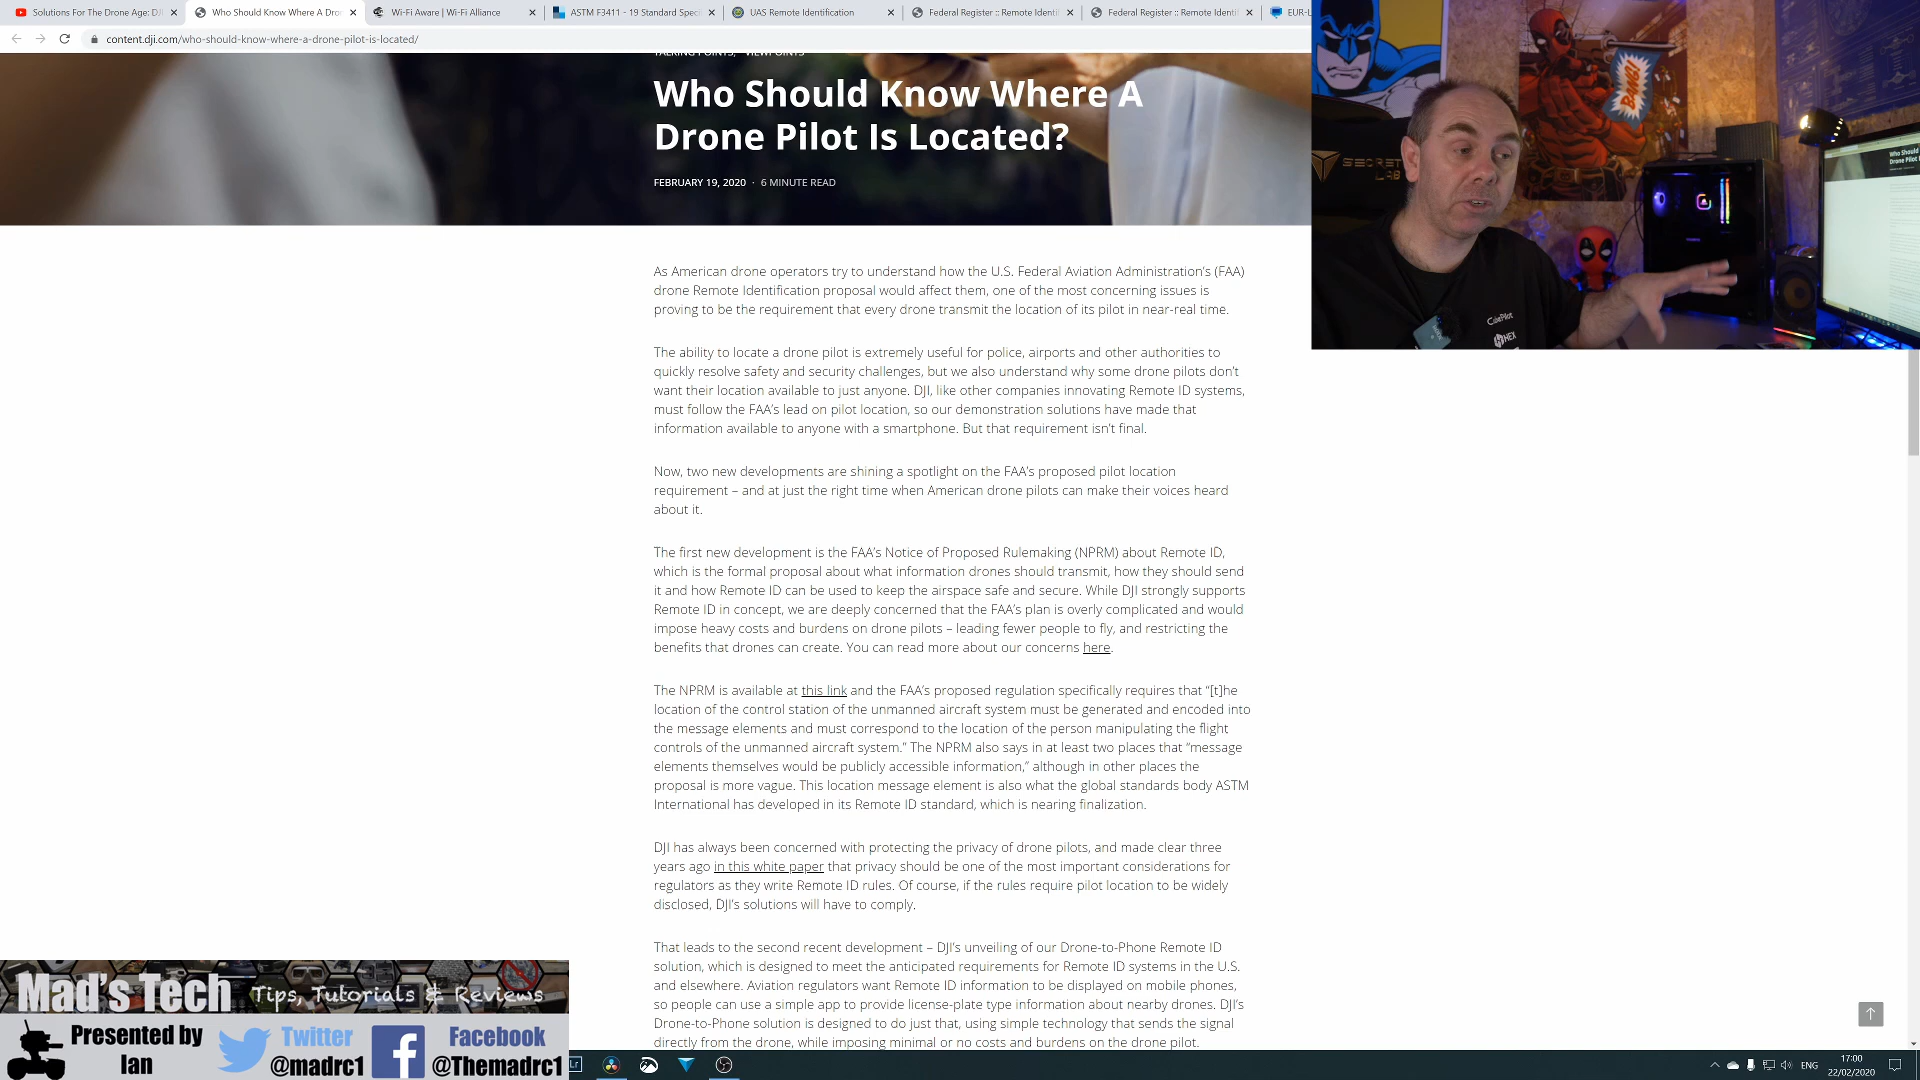 Solutions For The Drone Age: DJ
Who Should Know Where A Dro
Wi-Fi Aware | Wi-Fi Alliance
ASTM F3411 - 19 Standard Speci
UAS Remote Identification
Federal Register :: Remote Identif
Federal Register :: Remote Identif
EUR-L
content.dji.com/who-should-know-where-a-drone-pilot-is-located/
TALKING POINTS, VIEWPOINTS
Who Should Know Where A
Drone Pilot Is Located?
FEBRUARY 19, 2020 · 6 MINUTE READ
As American drone operators try to understand how the U.S. Federal Aviation Administration's (FAA)
drone Remote Identification proposal would affect them, one of the most concerning issues is
proving to be the requirement that every drone transmit the location of its pilot in near-real time.
The ability to locate a drone pilot is extremely useful for police, airports and other authorities to
quickly resolve safety and security challenges, but we also understand why some drone pilots don't
want their location available to just anyone. DJI, like other companies innovating Remote ID systems,
must follow the FAA's lead on pilot location, so our demonstration solutions have made that
information available to anyone with a smartphone. But that requirement isn't final.
Now, two new developments are shining a spotlight on the FAA's proposed pilot location
requirement – and at just the right time when American drone pilots can make their voices heard
about it.
The first new development is the FAA's Notice of Proposed Rulemaking (NPRM) about Remote ID,
which is the formal proposal about what information drones should transmit, how they should send
it and how Remote ID can be used to keep the airspace safe and secure. While DJI strongly supports
Remote ID in concept, we are deeply concerned that the FAA's plan is overly complicated and would
impose heavy costs and burdens on drone pilots – leading fewer people to fly, and restricting the
benefits that drones can create. You can read more about our concerns here.
The NPRM is available at this link and the FAA's proposed regulation specifically requires that "[t]he
location of the control station of the unmanned aircraft system must be generated and encoded into
the message elements and must correspond to the location of the person manipulating the flight
controls of the unmanned aircraft system." The NPRM also says in at least two places that "message
elements themselves would be publicly accessible information," although in other places the
proposal is more vague. This location message element is also what the global standards body ASTM
International has developed in its Remote ID standard, which is nearing finalization.
DJI has always been concerned with protecting the privacy of drone pilots, and made clear three
years ago in this white paper that privacy should be one of the most important considerations for
regulators as they write Remote ID rules. Of course, if the rules require pilot location to be widely
disclosed, DJI's solutions will have to comply.
That leads to the second recent development – DJI's unveiling of our Drone-to-Phone Remote ID
solution, which is designed to meet the anticipated requirements for Remote ID systems in the U.S.
and elsewhere. Aviation regulators want Remote ID information to be displayed on mobile phones,
so people can use a simple app to provide license-plate type information about nearby drones. DJI's
Drone-to-Phone solution is designed to do just that, using simple technology that sends the signal
directly from the drone, while imposing minimal or no costs and burdens on the drone pilot.
SECRET
LAB
BANG!
CubePilot
HEX
Who Should
Drone Pilot Is
Mad's Tech
Tips, Tutorials & Reviews
Presented by
Ian
Twitter
@madrc1
Facebook
@Themadrc1
Lr
ENG
17:00
22/02/2020